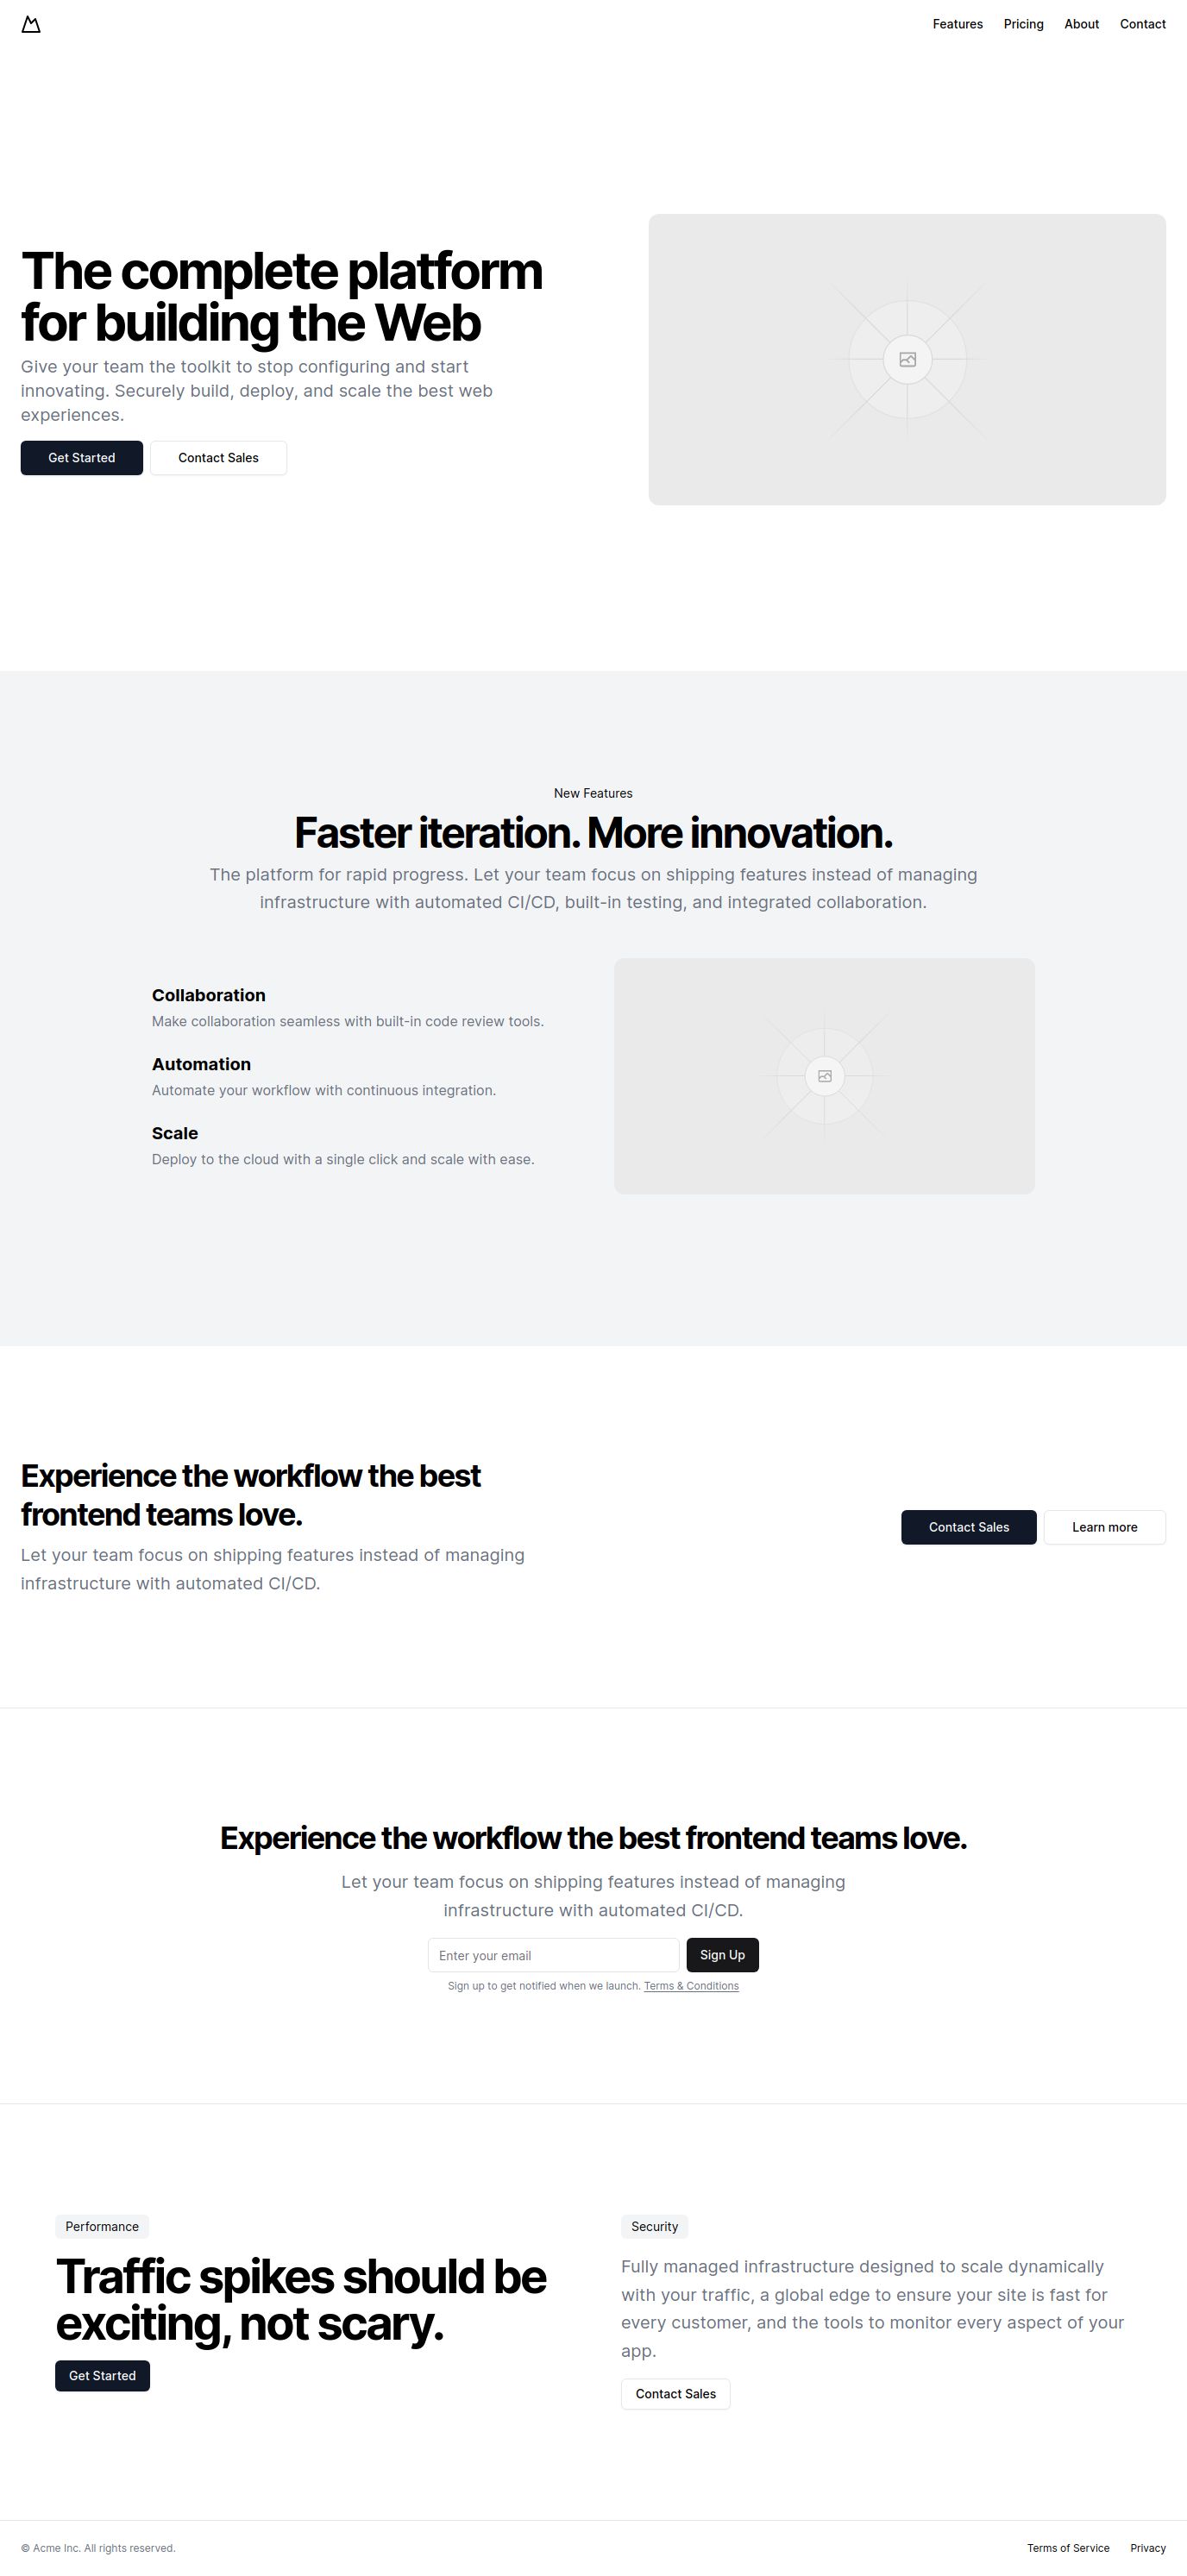 Features
Pricing
About
Contact
The complete platform
for building the Web
Give your team the toolkit to stop configuring and start
innovating. Securely build, deploy, and scale the best web
experiences.
Get Started
Contact Sales
New Features
Faster iteration. More innovation.
The platform for rapid progress. Let your team focus on shipping features instead of managing
infrastructure with automated CI/CD, built-in testing, and integrated collaboration.
Collaboration
Make collaboration seamless with built-in code review tools.
Automation
Automate your workflow with continuous integration.
Scale
Deploy to the cloud with a single click and scale with ease.
Experience the workflow the best
frontend teams love.
Let your team focus on shipping features instead of managing
infrastructure with automated CI/CD.
Contact Sales
Learn more
Experience the workflow the best frontend teams love.
Let your team focus on shipping features instead of managing
infrastructure with automated CI/CD.
Enter your email
Sign Up
Sign up to get notified when we launch. Terms & Conditions
Performance
Traffic spikes should be
exciting, not scary.
Get Started
Security
Fully managed infrastructure designed to scale dynamically
with your traffic, a global edge to ensure your site is fast for
every customer, and the tools to monitor every aspect of your
app.
Contact Sales
© Acme Inc. All rights reserved.
Terms of Service
Privacy